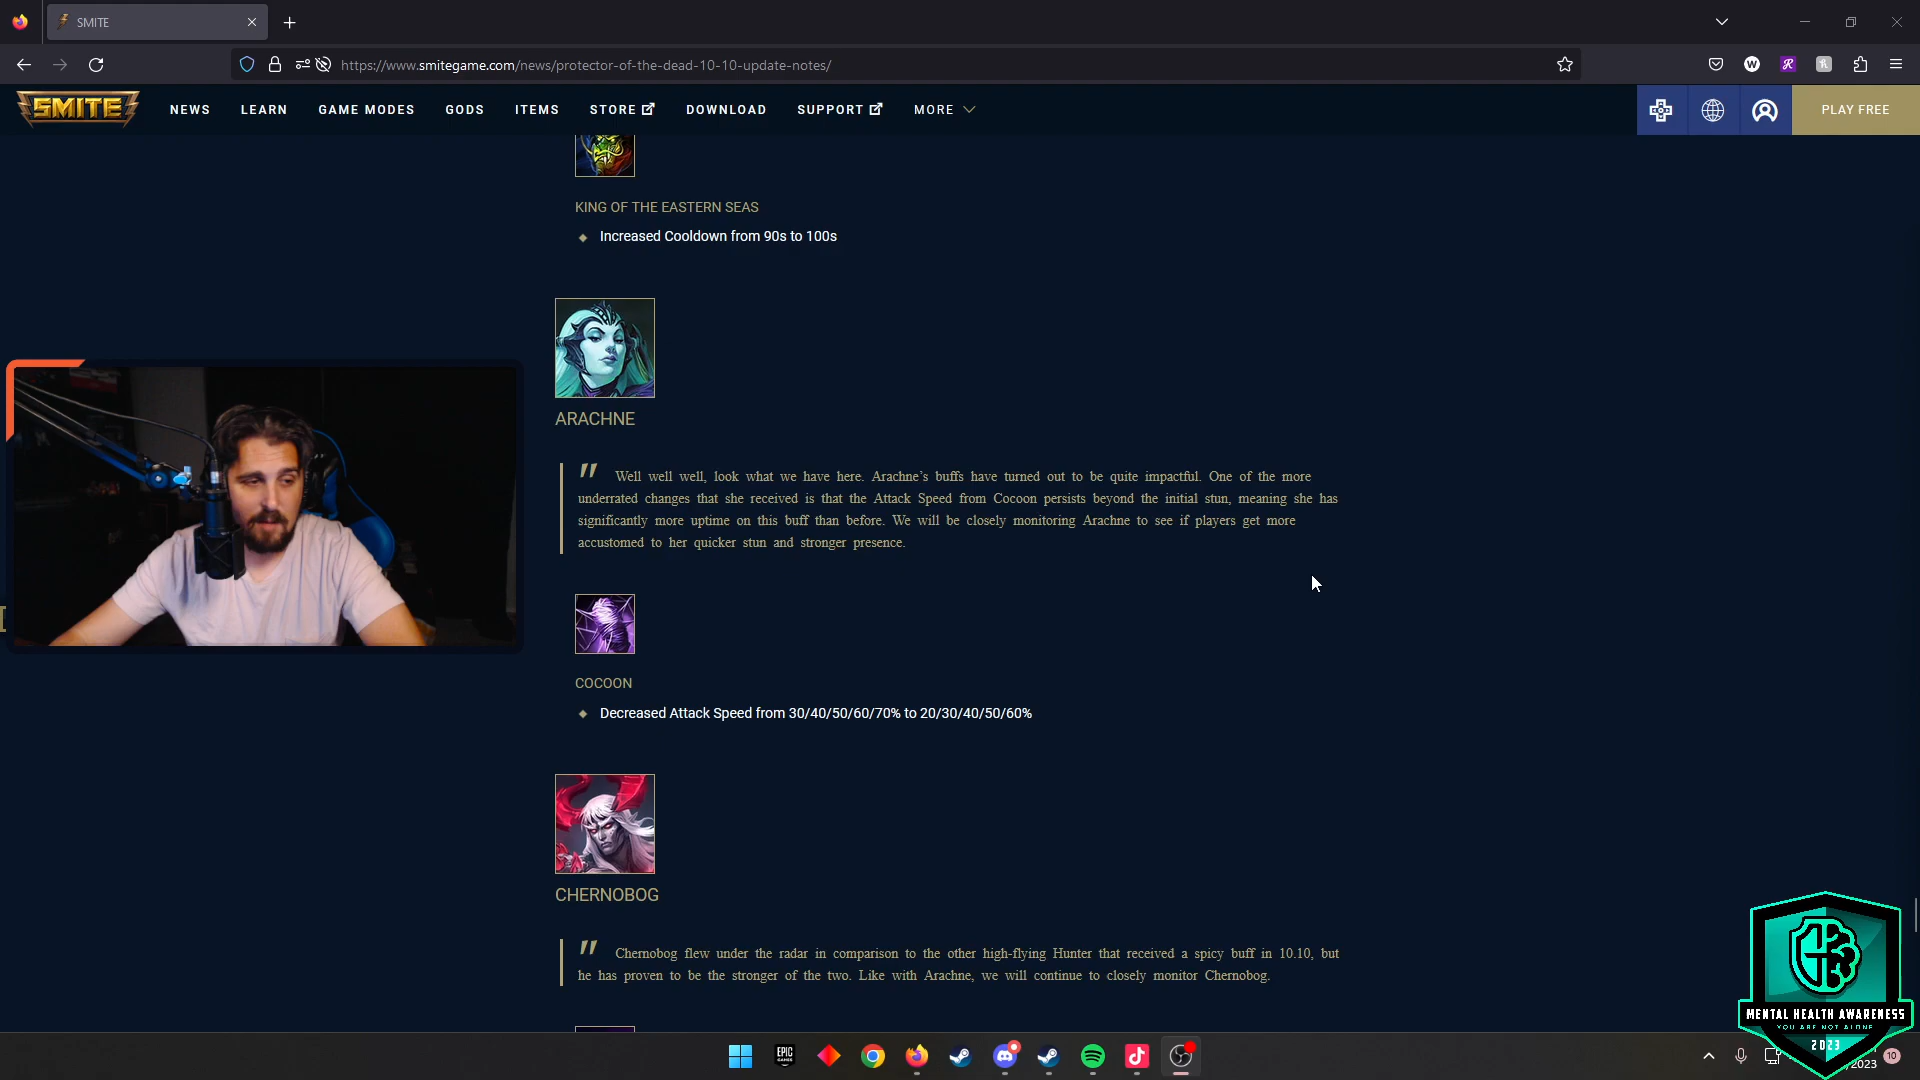 SMITE
https://www.smitegame.com/news/protector-of-the-dead-10-10-update-notes/
SMITE
NEWS LEARN GAME MODES GODS ITEMS STORE DOWNLOAD SUPPORT MORE
PLAY FREE
KING OF THE EASTERN SEAS
Increased Cooldown from 90s to 100s
ARACHNE
" Well well well, look what we have here. Arachne's buffs have turned out to be quite impactful. One of the more
underrated changes that she received is that the Attack Speed from Cocoon persists beyond the initial stun, meaning she has
significantly more uptime on this buff than before. We will be closely monitoring Arachne to see if players get more
accustomed to her quicker stun and stronger presence.
COCOON
Decreased Attack Speed from 30/40/50/60/70% to 20/30/40/50/60%
CHERNOBOG
" Chernobog flew under the radar in comparison to the other high-flying Hunter that received a spicy buff in 10.10, but
he has proven to be the stronger of the two. Like with Arachne, we will continue to closely monitor Chernobog.
MENTAL HEALTH AWARENESS
YOU ARE NOT ALONE
2023
EPIC GAMES
/2023
10